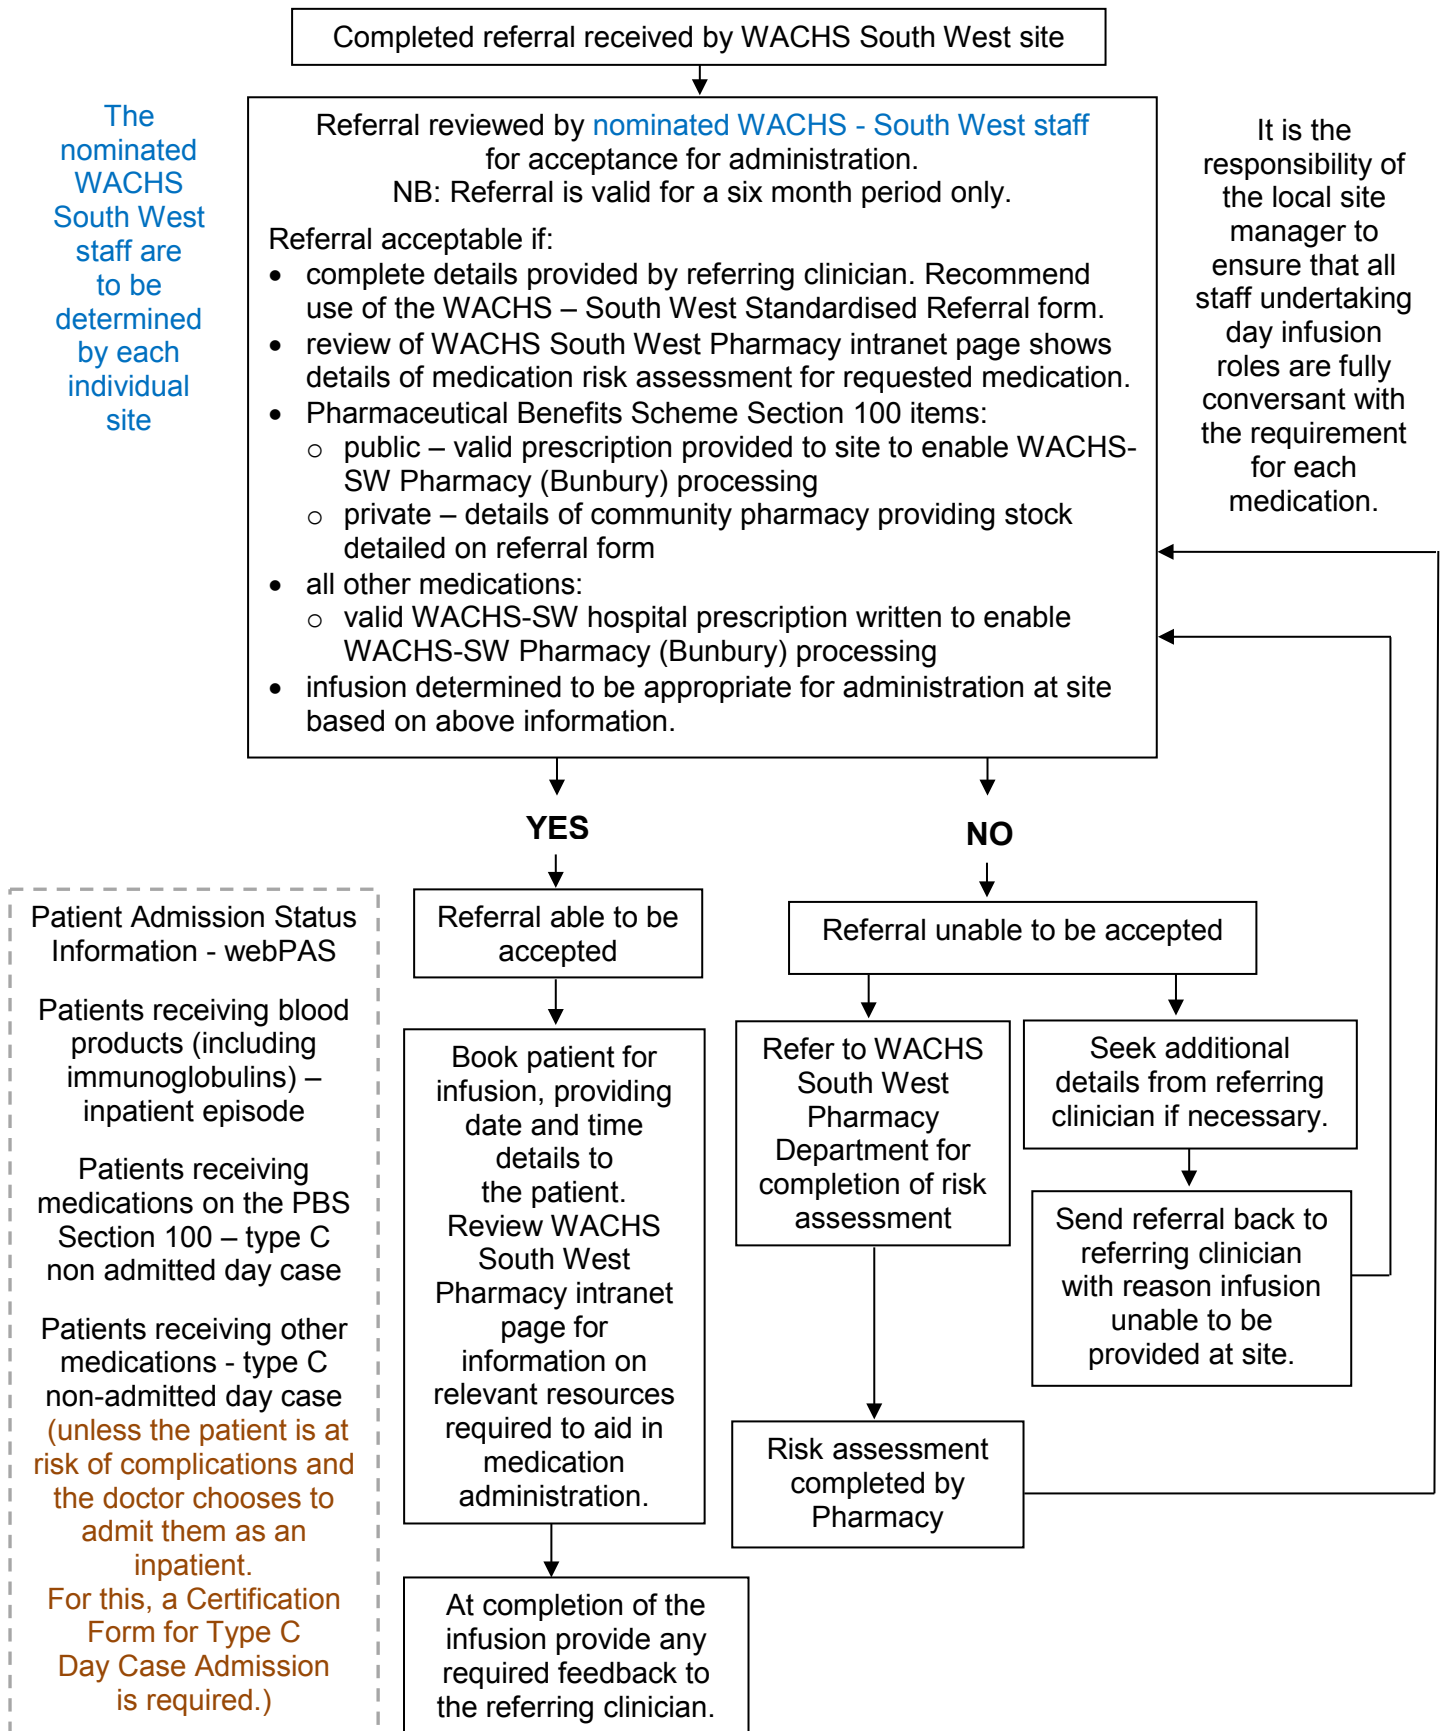 Completed referral received by WACHS South West site
The
nominated
WACHS
South West
staff are
to be
determined
by each
individual
site
Referral reviewed by nominated WACHS - South West staff
for acceptance for administration.
NB: Referral is valid for a six month period only.
Referral acceptable if:
• complete details provided by referring clinician. Recommend
use of the WACHS – South West Standardised Referral form.
• review of WACHS South West Pharmacy intranet page shows
details of medication risk assessment for requested medication.
• Pharmaceutical Benefits Scheme Section 100 items:
o public – valid prescription provided to site to enable WACHS-
SW Pharmacy (Bunbury) processing
o private – details of community pharmacy providing stock
detailed on referral form
• all other medications:
o valid WACHS-SW hospital prescription written to enable
WACHS-SW Pharmacy (Bunbury) processing
• infusion determined to be appropriate for administration at site
based on above information.
It is the
responsibility of
the local site
manager to
ensure that all
staff undertaking
day infusion
roles are fully
conversant with
the requirement
for each
medication.
YES
NO
Patient Admission Status
Information - webPAS
Patients receiving blood
products (including
immunoglobulins) –
inpatient episode
Patients receiving
medications on the PBS
Section 100 – type C
non admitted day case
Patients receiving other
medications - type C
non-admitted day case
(unless the patient is at
risk of complications and
the doctor chooses to
admit them as an
inpatient.
For this, a Certification
Form for Type C
Day Case Admission
is required.)
Referral able to be
accepted
Book patient for
infusion, providing
date and time
details to
the patient.
Review WACHS
South West
Pharmacy intranet
page for
information on
relevant resources
required to aid in
medication
administration.
At completion of the
infusion provide any
required feedback to
the referring clinician.
Referral unable to be accepted
Refer to WACHS
South West
Pharmacy
Department for
completion of risk
assessment
Risk assessment
completed by
Pharmacy
Seek additional
details from referring
clinician if necessary.
Send referral back to
referring clinician
with reason infusion
unable to be
provided at site.